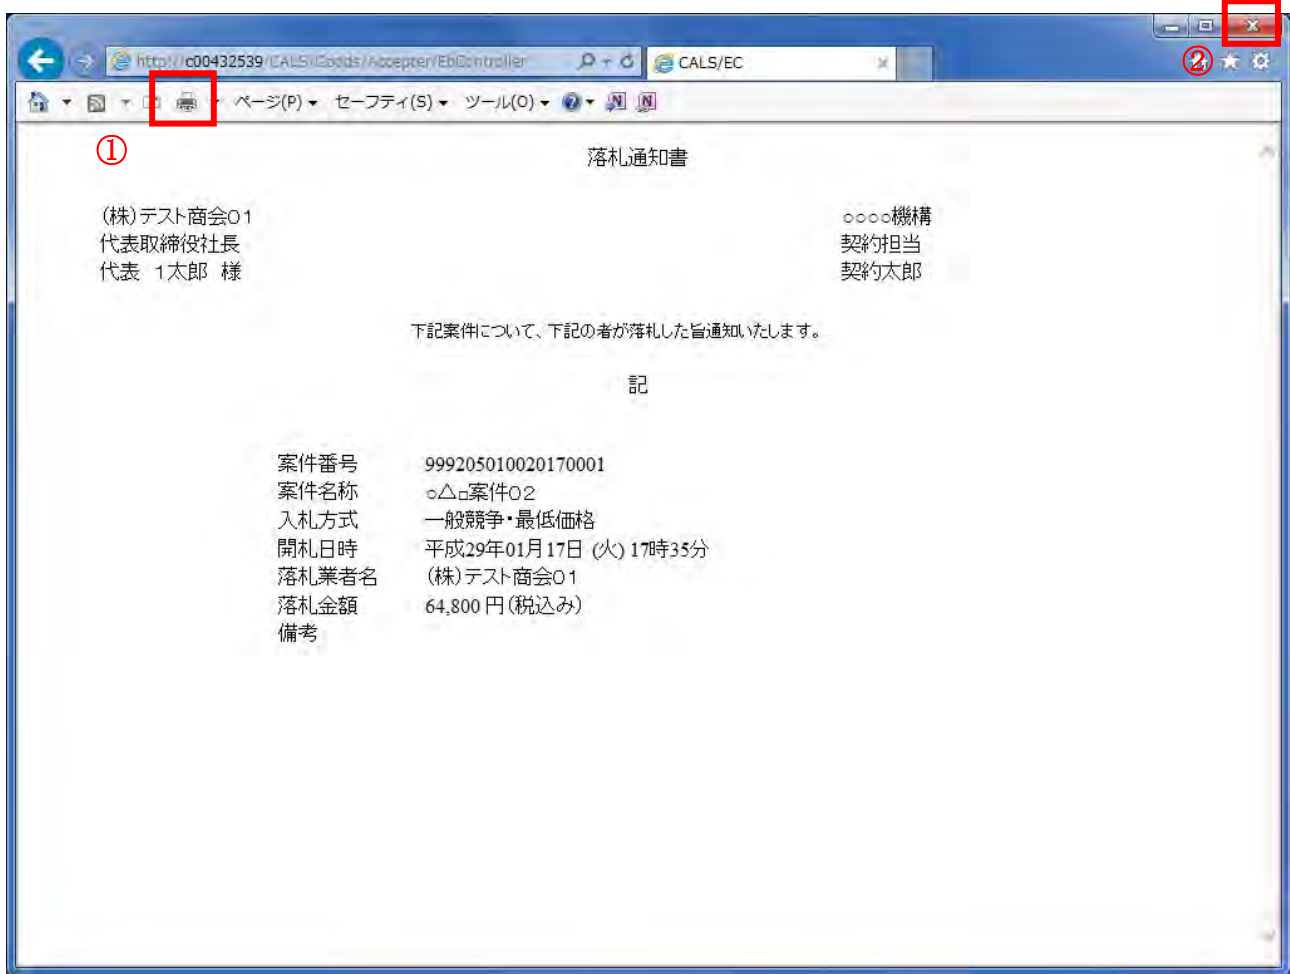 ②
http://c00432539/CALS/Goods/Accepter/EbController
CALS/EC
ページ(P) セーフティ(S) ツール(O)
①
落札通知書
(株)テスト商会01 ○○○○機構
代表取締役社長 契約担当
代表 1太郎 様 契約太郎
下記案件について、下記の者が落札した旨通知いたします。
記
案件番号 999205010020170001
案件名称 ○△□案件02
入札方式 一般競争・最低価格
開札日時 平成29年01月17日 (火) 17時35分
落札業者名 (株)テスト商会01
落札金額 64,800 円(税込み)
備考